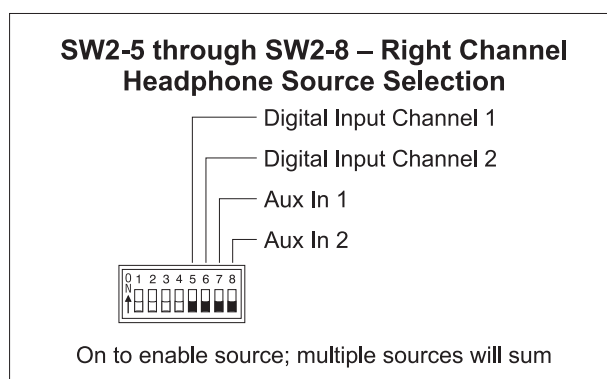 SW2-5 through SW2-8 – Right Channel
Headphone Source Selection
Digital Input Channel 1
Digital Input Channel 2
Aux In 1
Aux In 2
ON 1 2 3 4 5 6 7 8
On to enable source; multiple sources will sum